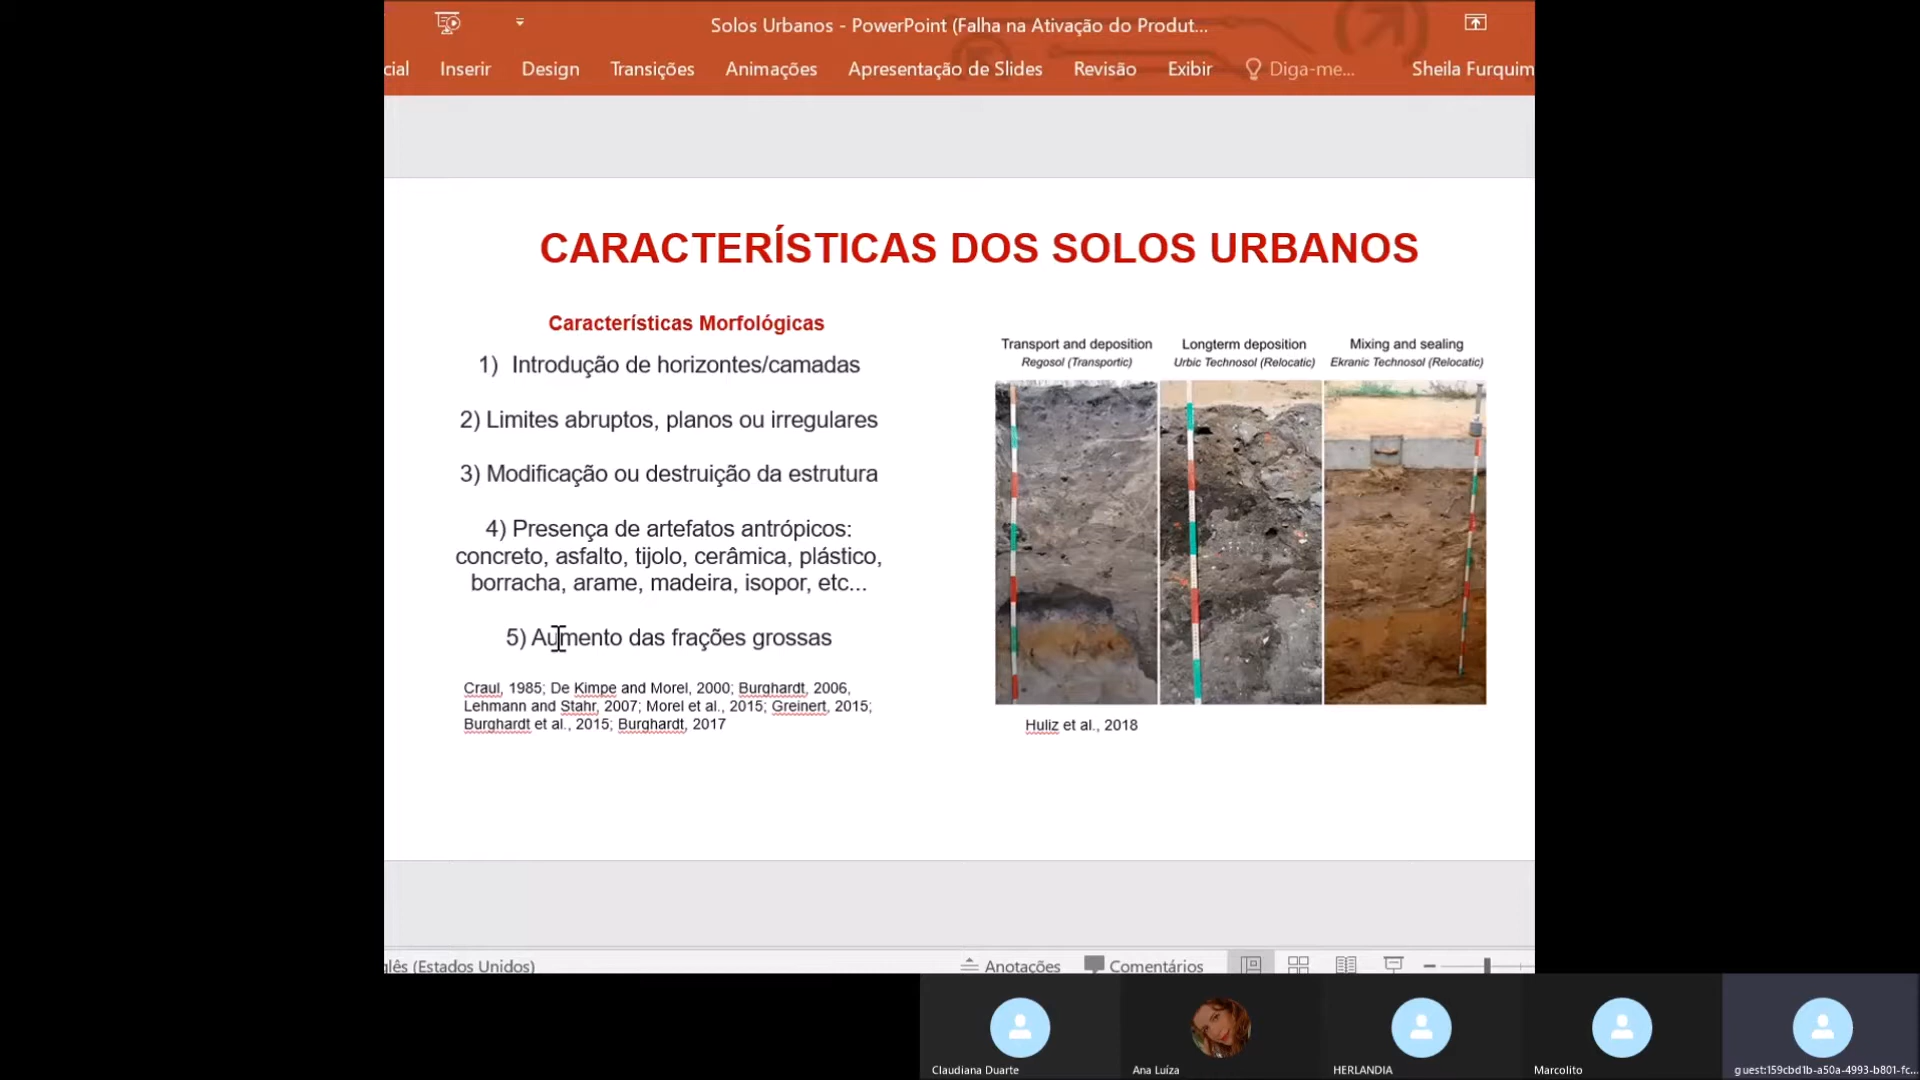 Solos Urbanos - PowerPoint (Falha na Ativação do Produt...
cial Inserir Design Transições Animações Apresentação de Slides Revisão Exibir Diga-me... Sheila Furquim
CARACTERÍSTICAS DOS SOLOS URBANOS
Características Morfológicas
1) Introdução de horizontes/camadas
2) Limites abruptos, planos ou irregulares
3) Modificação ou destruição da estrutura
4) Presença de artefatos antrópicos:
concreto, asfalto, tijolo, cerâmica, plástico,
borracha, arame, madeira, isopor, etc...
5) Aumento das frações grossas
Craul, 1985; De Kimpe and Morel, 2000; Burghardt, 2006,
Lehmann and Stahr, 2007; Morel et al., 2015; Greinert, 2015;
Burghardt et al., 2015; Burghardt, 2017
Transport and deposition
Regosol (Transportic)
Longterm deposition
Urbic Technosol (Relocatic)
Mixing and sealing
Ekranic Technosol (Relocatic)
Huliz et al., 2018
glês (Estados Unidos) Anotações Comentários
Claudiana Duarte Ana Luíza HERLANDIA Marcolito guest:159cbd1b-a50a-4993-b801-fc...